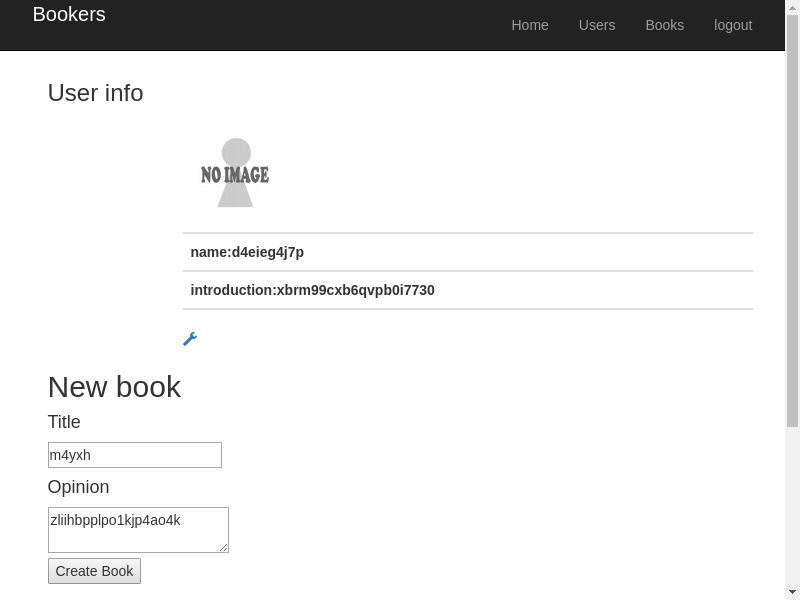 Bookers
Home Users Books logout
User info
NO IMAGE
name:d4eieg4j7p
introduction:xbrm99cxb6qvpb0i7730
New book
Title
m4yxh
Opinion
zliihbpplpo1kjp4ao4k
Create Book